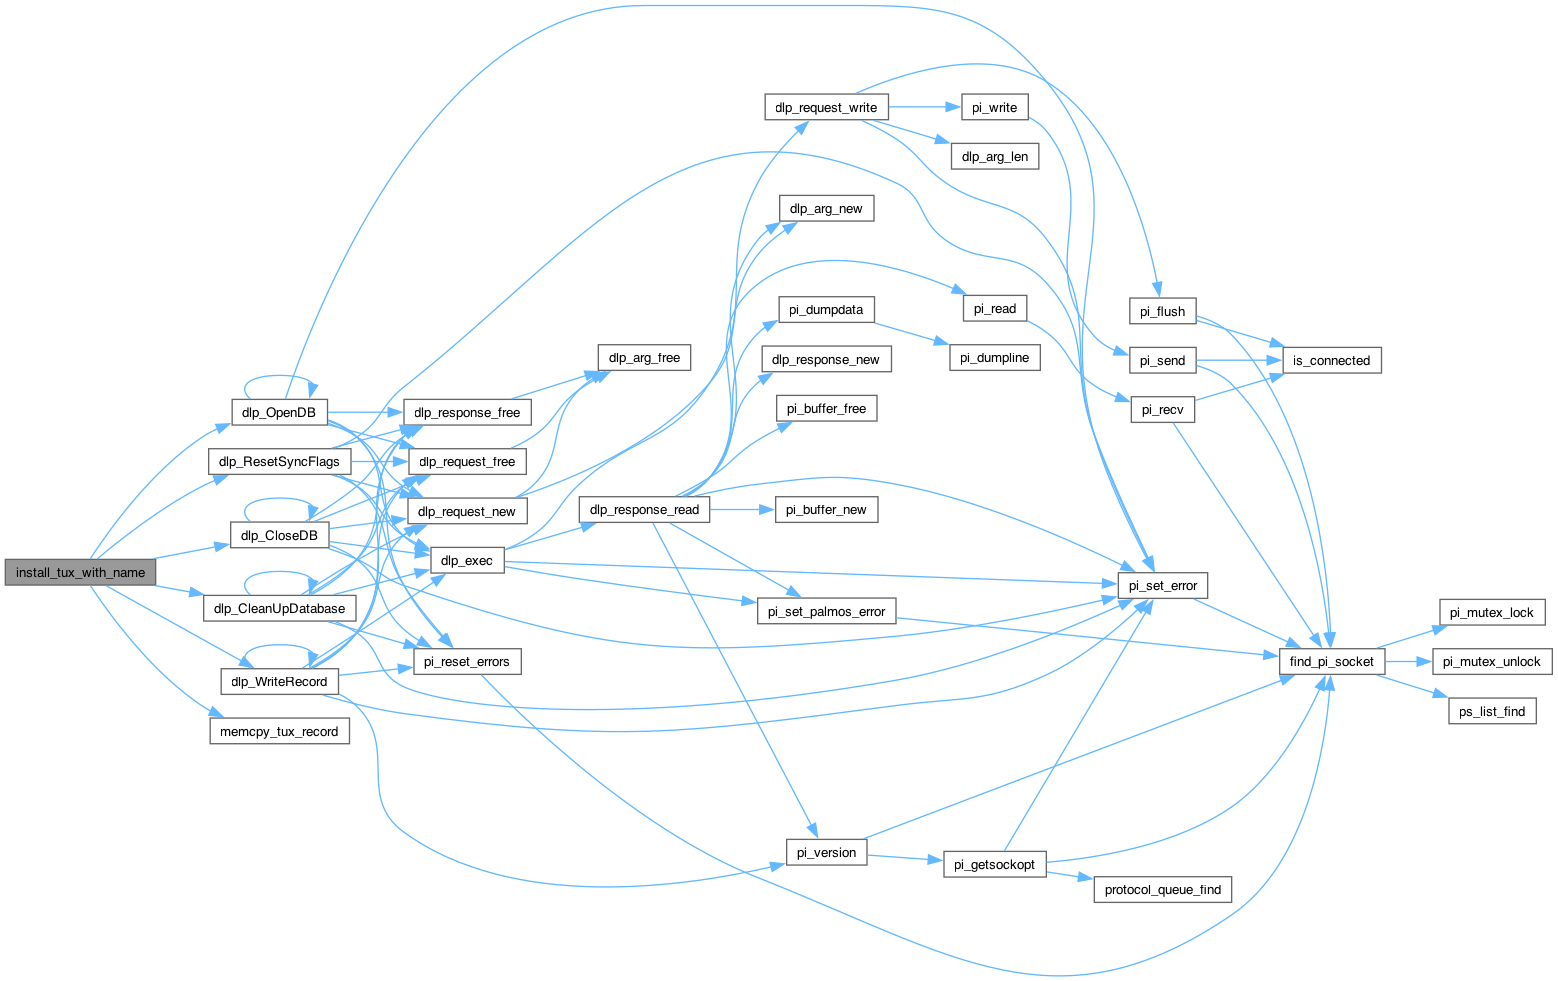 install_tux_with_name
dlp_OpenDB
dlp_ResetSyncFlags
dlp_CloseDB
dlp_CleanUpDatabase
dlp_WriteRecord
memcpy_tux_record
dlp_response_free
dlp_request_free
dlp_request_new
dlp_exec
pi_reset_errors
dlp_arg_free
dlp_response_read
dlp_request_write
dlp_arg_new
pi_dumpdata
dlp_response_new
pi_buffer_free
pi_buffer_new
pi_set_palmos_error
pi_version
pi_write
dlp_arg_len
pi_read
pi_dumpline
pi_getsockopt
pi_flush
pi_send
pi_recv
pi_set_error
protocol_queue_find
is_connected
find_pi_socket
pi_mutex_lock
pi_mutex_unlock
ps_list_find